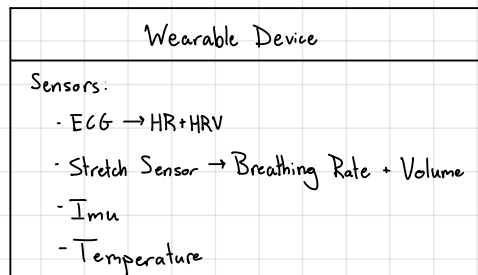 Wearable Device
Sensors:
· ECG → HR+HRV
· Stretch Sensor → Breathing Rate + Volume
- Imu
- Temperature